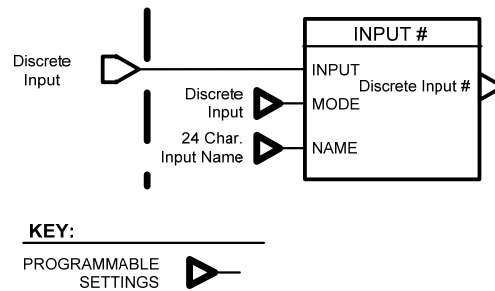 INPUT #
Discrete
Input
INPUT
Discrete Input #
Discrete
Input
MODE
24 Char.
Input Name
NAME
KEY:
PROGRAMMABLE
SETTINGS